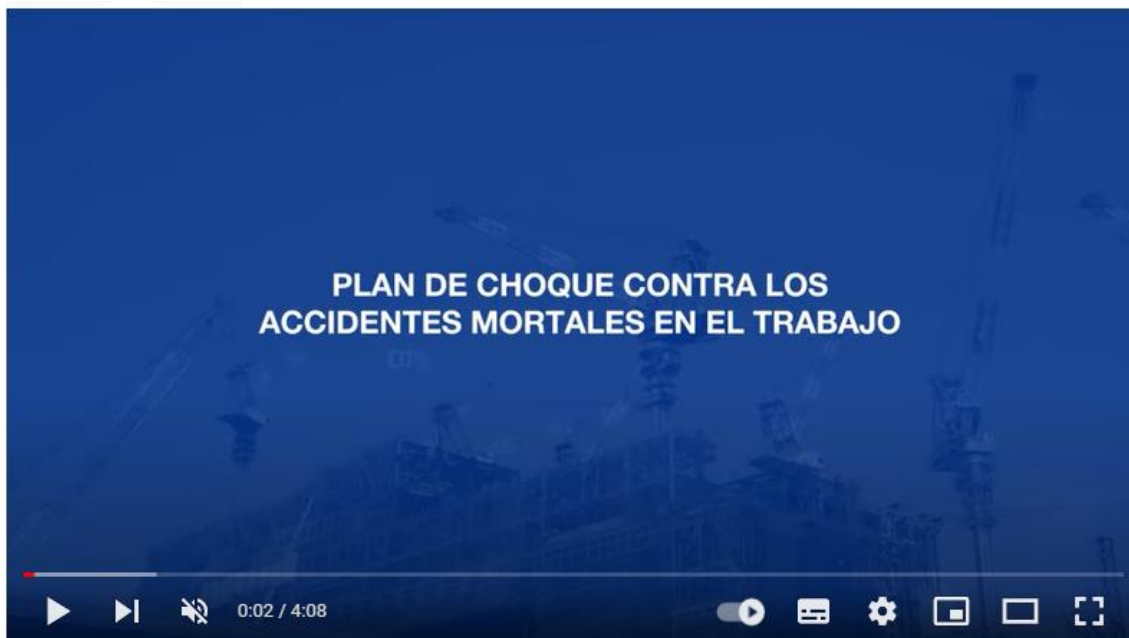 PLAN DE CHOQUE CONTRA LOS
ACCIDENTES MORTALES EN EL TRABAJO
0:02 / 4:08